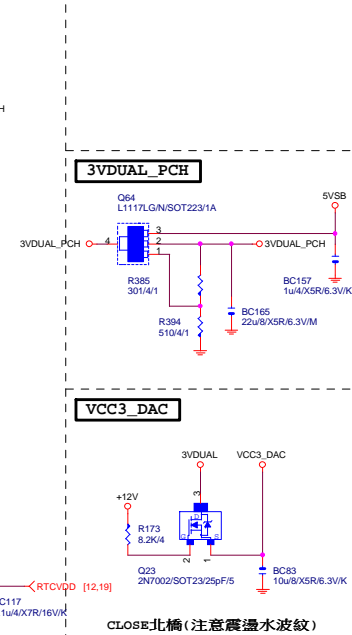 H
3VDUAL_PCH
Q64
L1117LG/N/SOT223/1A
5VSB
3VDUAL_PCH
4
3
2
1
3VDUAL_PCH
R385
301/4/1
BC157
1u/4/X5R/6.3V/K
BC165
22u/8/X5R/6.3V/M
R394
510/4/1
VCC3_DAC
3VDUAL
VCC3_DAC
+12V
3
R173
8.2K/4
D
G
S
2
1
Q23
2N7002/SOT23/25pF/5
BC83
10u/8/X5R/6.3V/K
RTCVDD [12,19]
C117
1u/4/X7R/16V/K
CLOSE北橋(注意震盪水波紋)